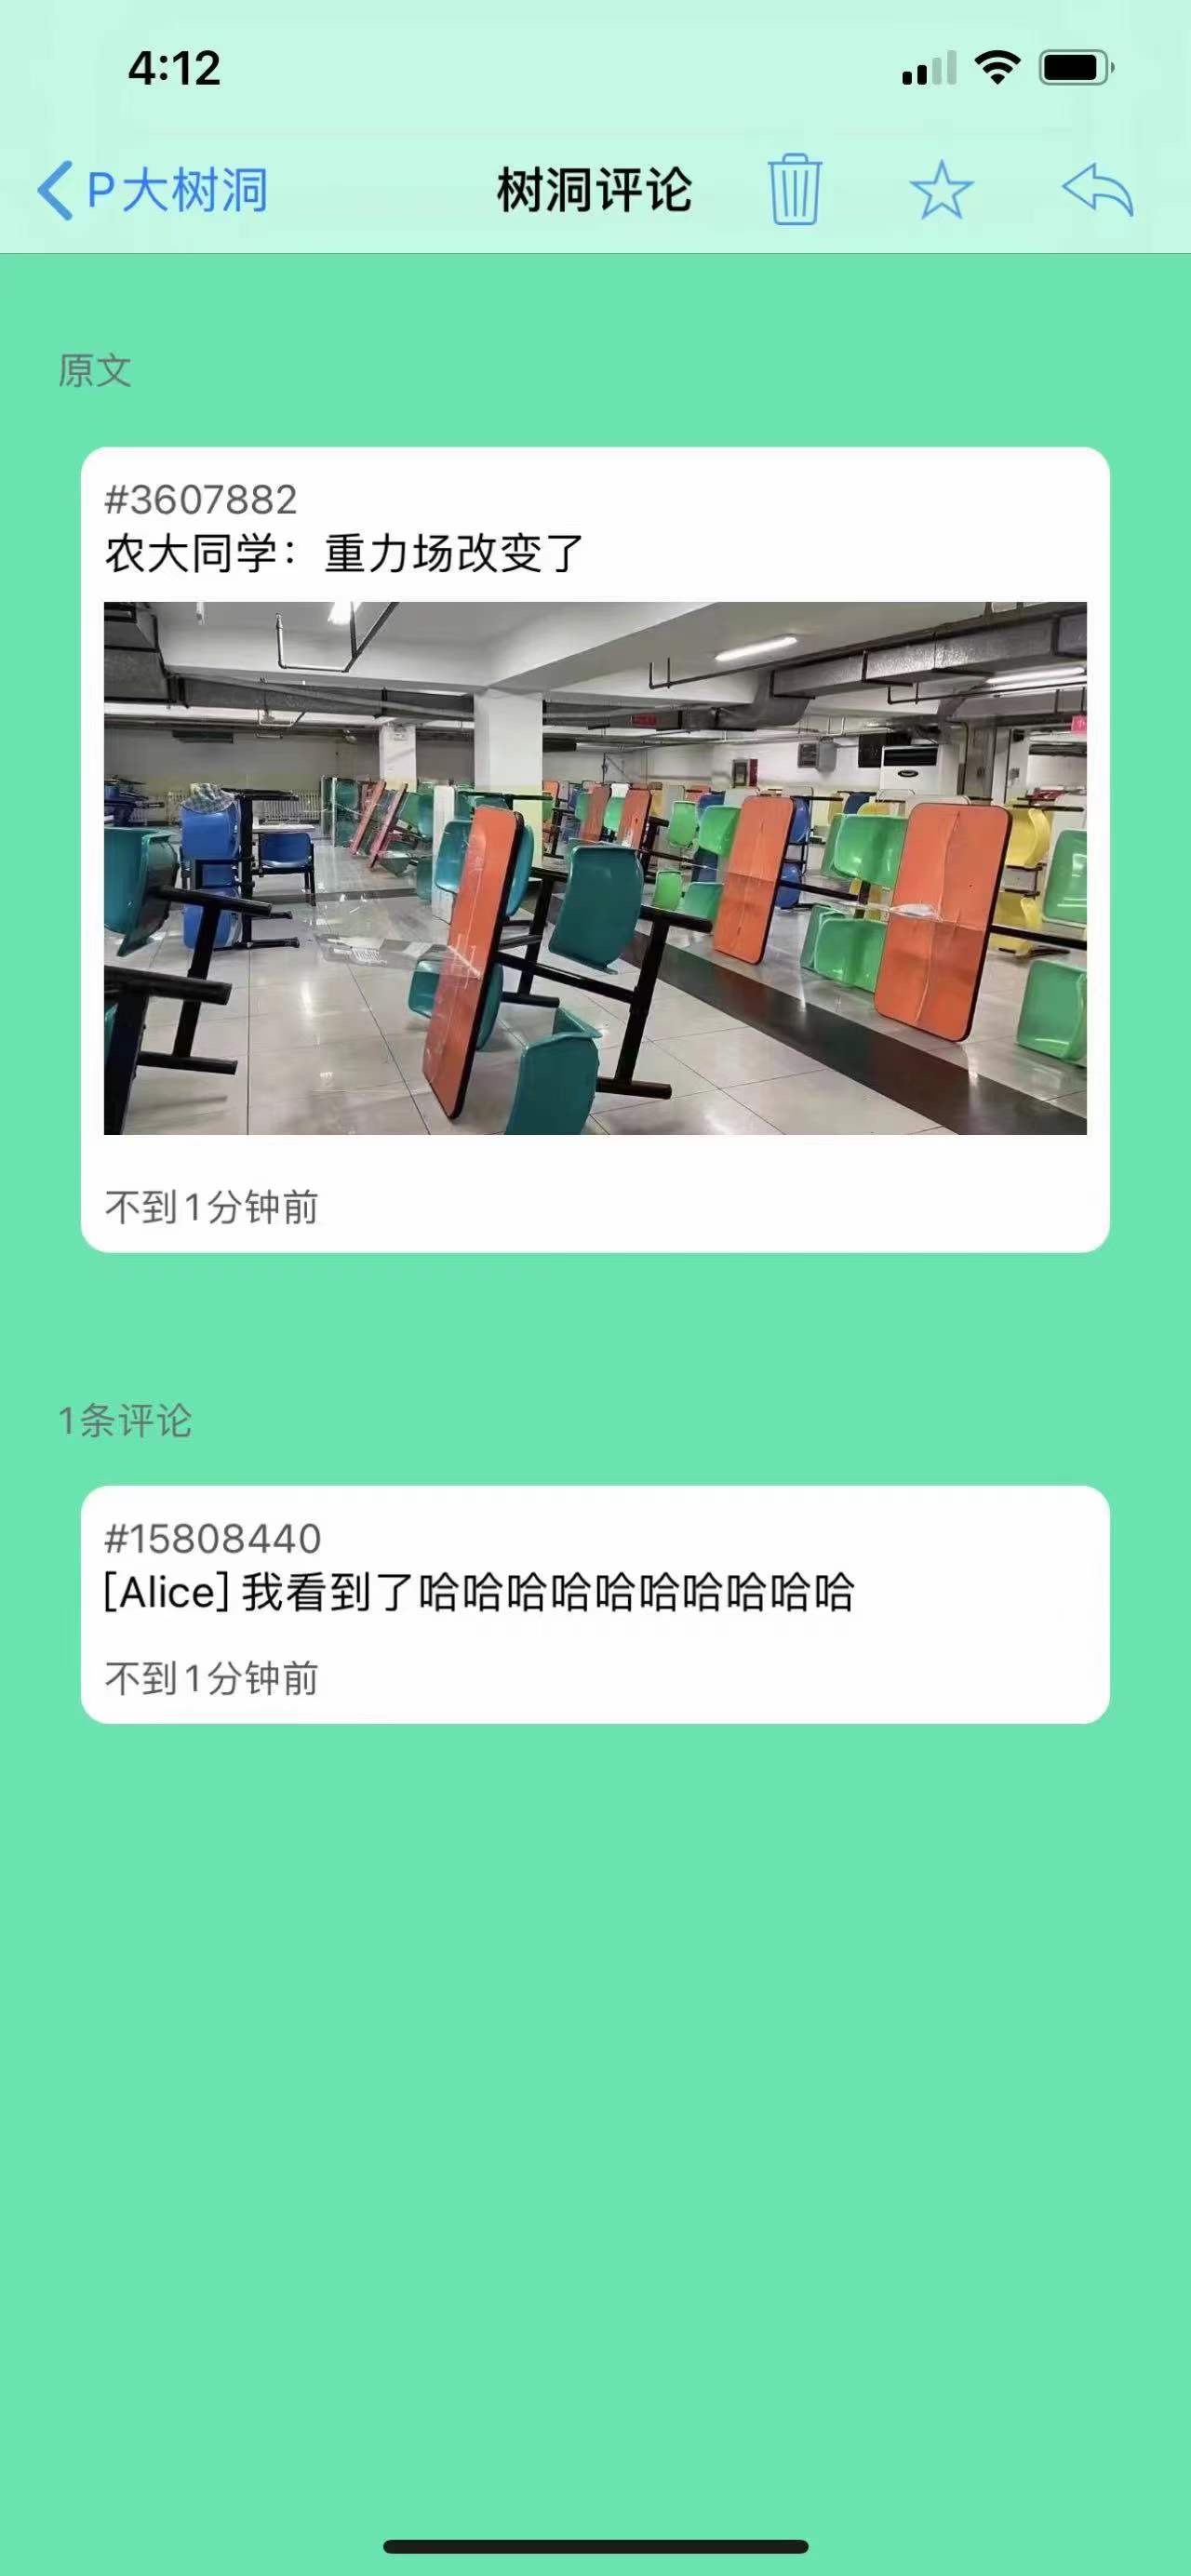 4:12
P大树洞
树洞评论
原文
#3607882
农大同学：重力场改变了
不到1分钟前
1条评论
#15808440
[Alice] 我看到了哈哈哈哈哈哈哈哈哈哈
不到1分钟前